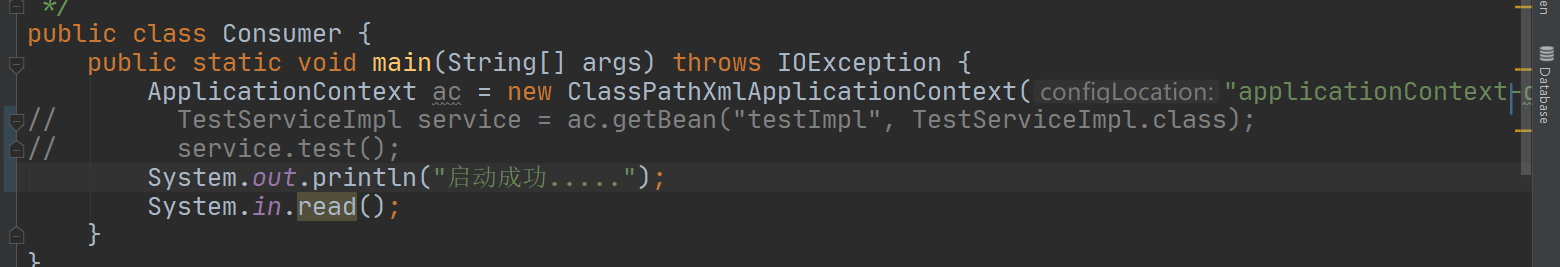 */
public class Consumer {
public static void main(String[] args) throws IOException {
ApplicationContext ac = new ClassPathXmlApplicationContext( configLocation: "applicationContext-
// TestServiceImpl service = ac.getBean("testImpl", TestServiceImpl.class);
// service.test();
System.out.println("启动成功.....");
System.in.read();
}
}
Database